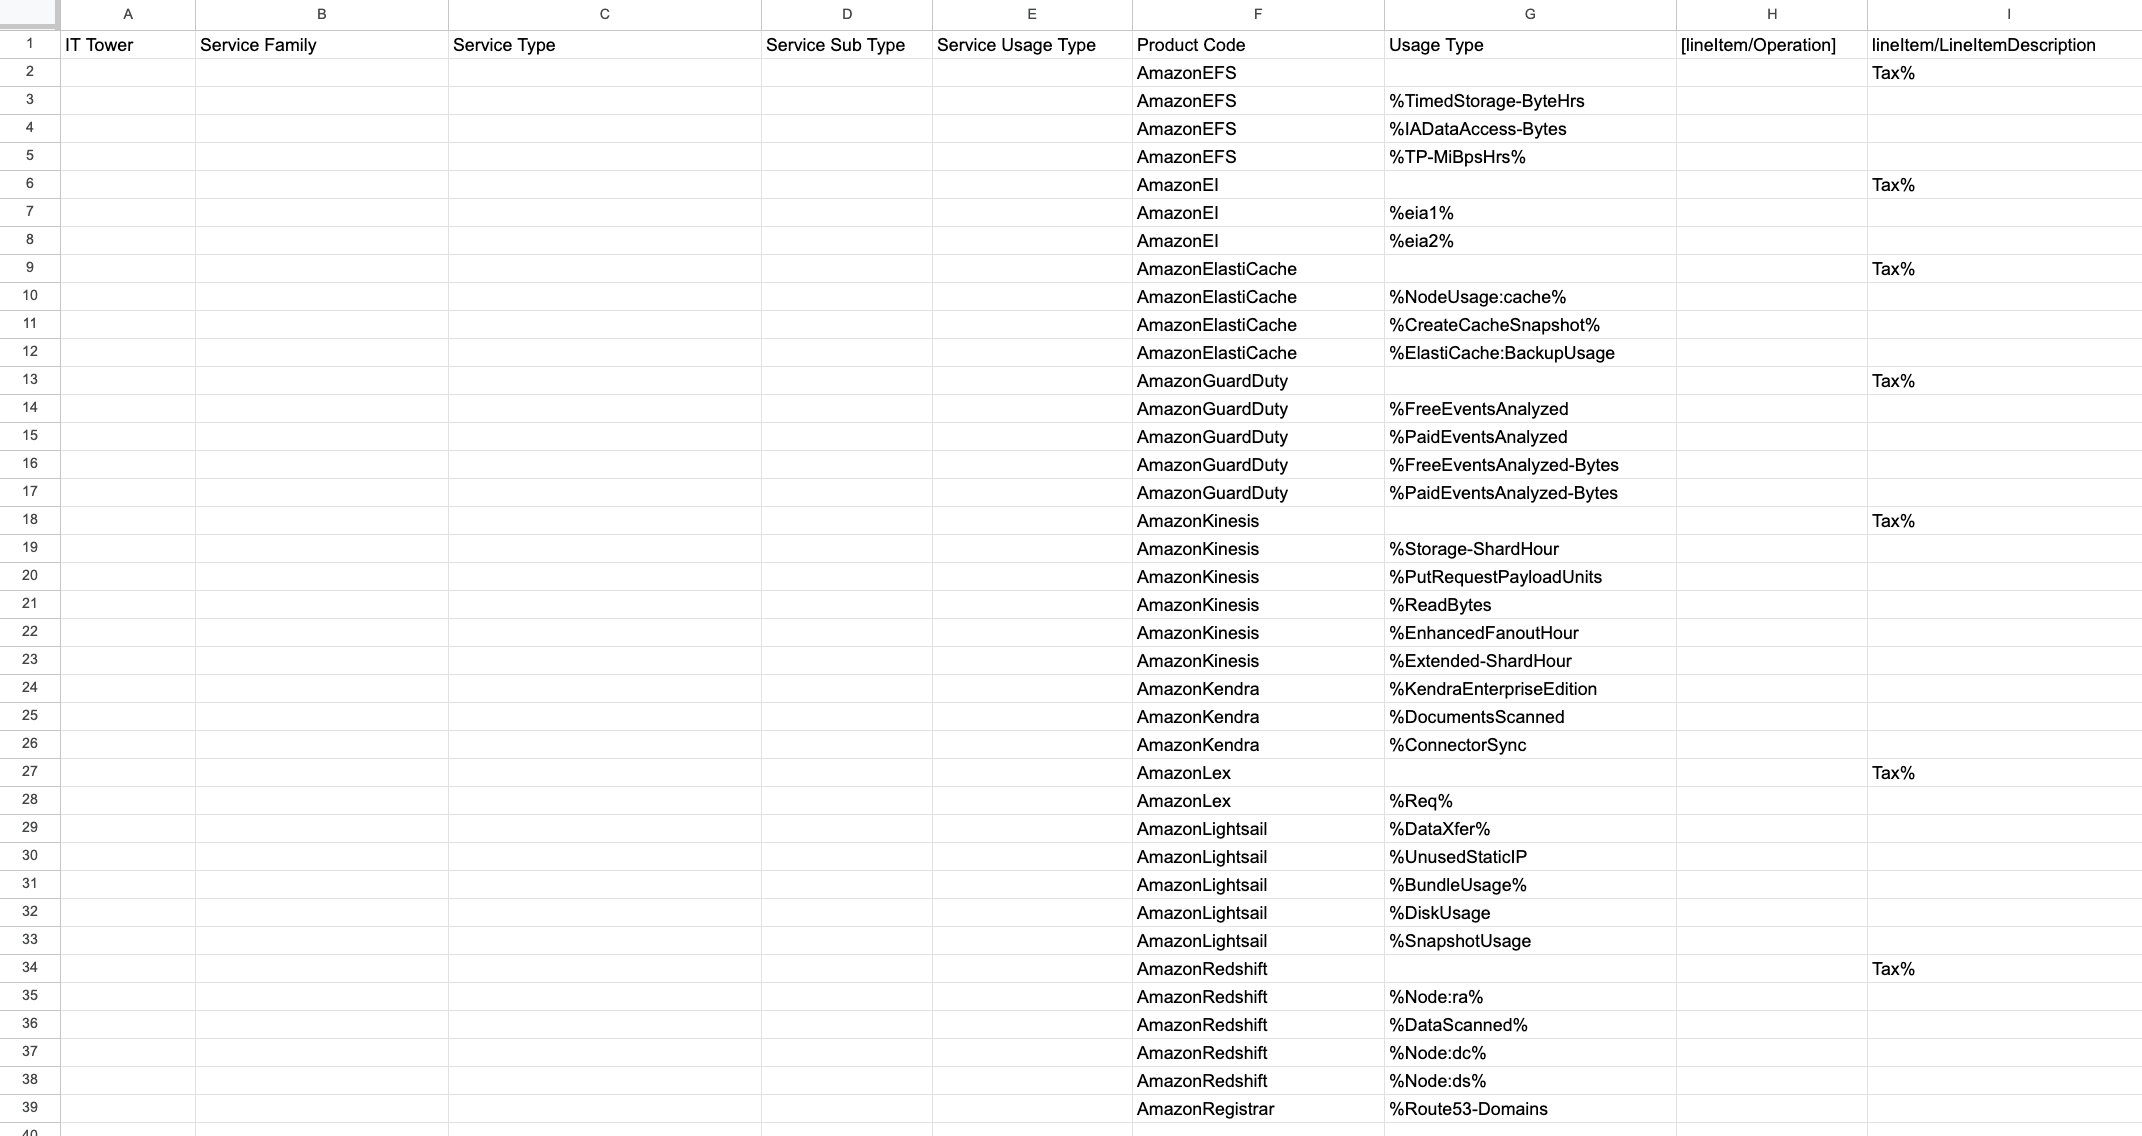 A B C D E F G H I
1 IT Tower Service Family Service Type Service Sub Type Service Usage Type Product Code Usage Type [lineItem/Operation] lineItem/LineItemDescription
2 AmazonEFS Tax%
3 AmazonEFS %TimedStorage-ByteHrs
4 AmazonEFS %IADataAccess-Bytes
5 AmazonEFS %TP-MiBpsHrs%
6 AmazonEI Tax%
7 AmazonEI %eia1%
8 AmazonEI %eia2%
9 AmazonElastiCache Tax%
10 AmazonElastiCache %NodeUsage:cache%
11 AmazonElastiCache %CreateCacheSnapshot%
12 AmazonElastiCache %ElastiCache:BackupUsage
13 AmazonGuardDuty Tax%
14 AmazonGuardDuty %FreeEventsAnalyzed
15 AmazonGuardDuty %PaidEventsAnalyzed
16 AmazonGuardDuty %FreeEventsAnalyzed-Bytes
17 AmazonGuardDuty %PaidEventsAnalyzed-Bytes
18 AmazonKinesis Tax%
19 AmazonKinesis %Storage-ShardHour
20 AmazonKinesis %PutRequestPayloadUnits
21 AmazonKinesis %ReadBytes
22 AmazonKinesis %EnhancedFanoutHour
23 AmazonKinesis %Extended-ShardHour
24 AmazonKendra %KendraEnterpriseEdition
25 AmazonKendra %DocumentsScanned
26 AmazonKendra %ConnectorSync
27 AmazonLex Tax%
28 AmazonLex %Req%
29 AmazonLightsail %DataXfer%
30 AmazonLightsail %UnusedStaticIP
31 AmazonLightsail %BundleUsage%
32 AmazonLightsail %DiskUsage
33 AmazonLightsail %SnapshotUsage
34 AmazonRedshift Tax%
35 AmazonRedshift %Node:ra%
36 AmazonRedshift %DataScanned%
37 AmazonRedshift %Node:dc%
38 AmazonRedshift %Node:ds%
39 AmazonRegistrar %Route53-Domains
40